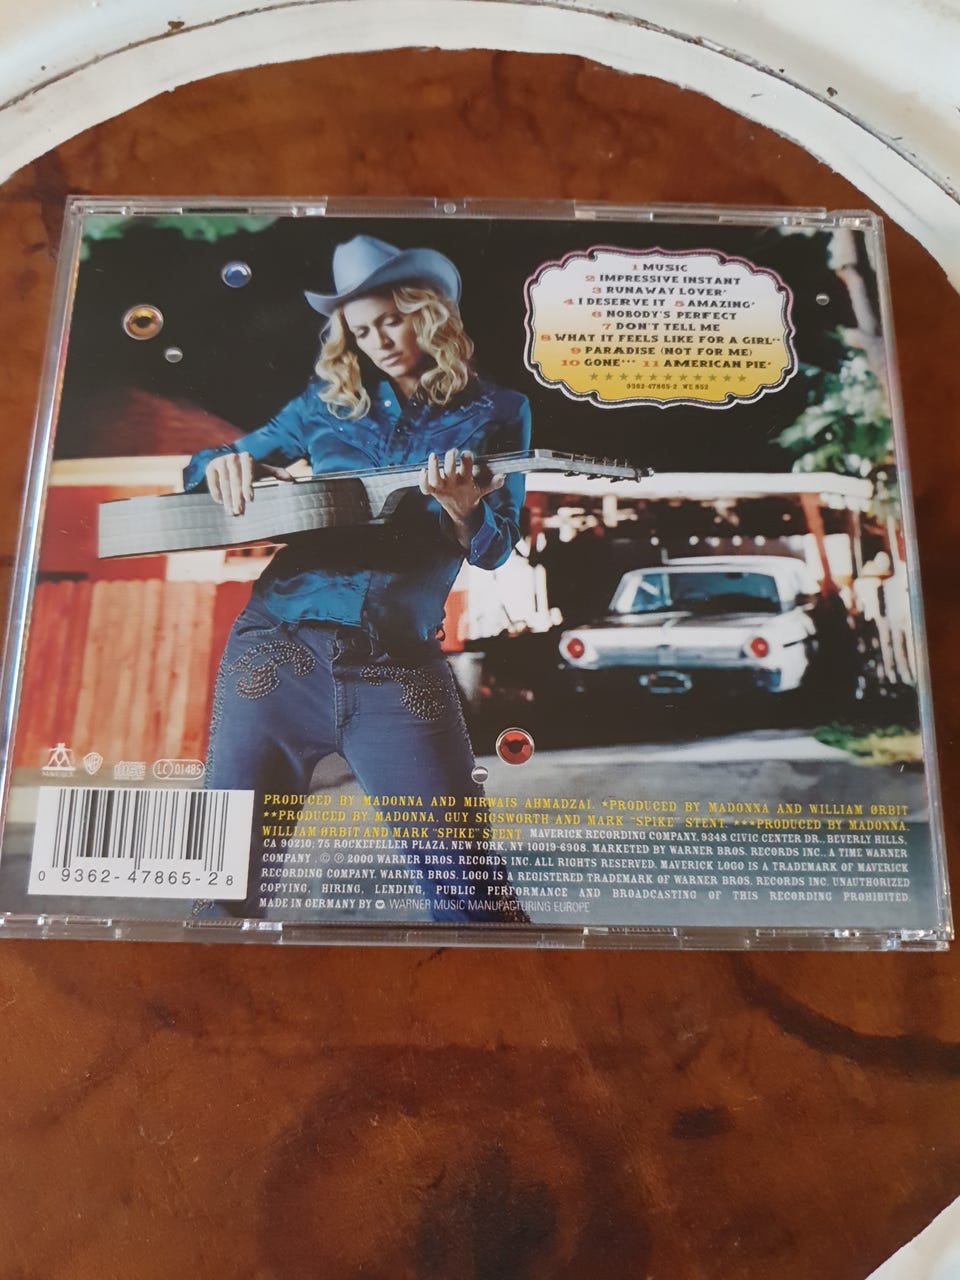 1 MUSIC
2 IMPRESSIVE INSTANT
3 RUNAWAY LOVER*
4 I DESERVE IT 5 AMAZING*
6 NOBODY'S PERFECT
7 DON'T TELL ME
8 WHAT IT FEELS LIKE FOR A GIRL**
9 PARADISE (NOT FOR ME)
10 GONE*** 11 AMERICAN PIE*
9362-47865-2 WE 852
MAVERICK
WB
disc
LC 01485
PRODUCED BY MADONNA AND MIRWAIS AHMADZAI. *PRODUCED BY MADONNA AND WILLIAM ØRBIT
**PRODUCED BY MADONNA, GUY SIGSWORTH AND MARK "SPIKE" STENT. ***PRODUCED BY MADONNA,
WILLIAM ØRBIT AND MARK "SPIKE" STENT MAVERICK RECORDING COMPANY, 9348 CIVIC CENTER DR., BEVERLY HILLS,
CA 90210; 75 ROCKEFELLER PLAZA, NEW YORK, NY 10019-6908. MARKETED BY WARNER BROS. RECORDS INC., A TIME WARNER
COMPANY. © ℗ 2000 WARNER BROS. RECORDS INC. ALL RIGHTS RESERVED. MAVERICK LOGO IS A TRADEMARK OF MAVERICK
RECORDING COMPANY. WARNER BROS. LOGO IS A REGISTERED TRADEMARK OF WARNER BROS. RECORDS INC. UNAUTHORIZED
COPYING, HIRING, LENDING, PUBLIC PERFORMANCE AND BROADCASTING OF THIS RECORDING PROHIBITED.
MADE IN GERMANY BY WARNER MUSIC MANUFACTURING EUROPE
0 9362-47865-2 8